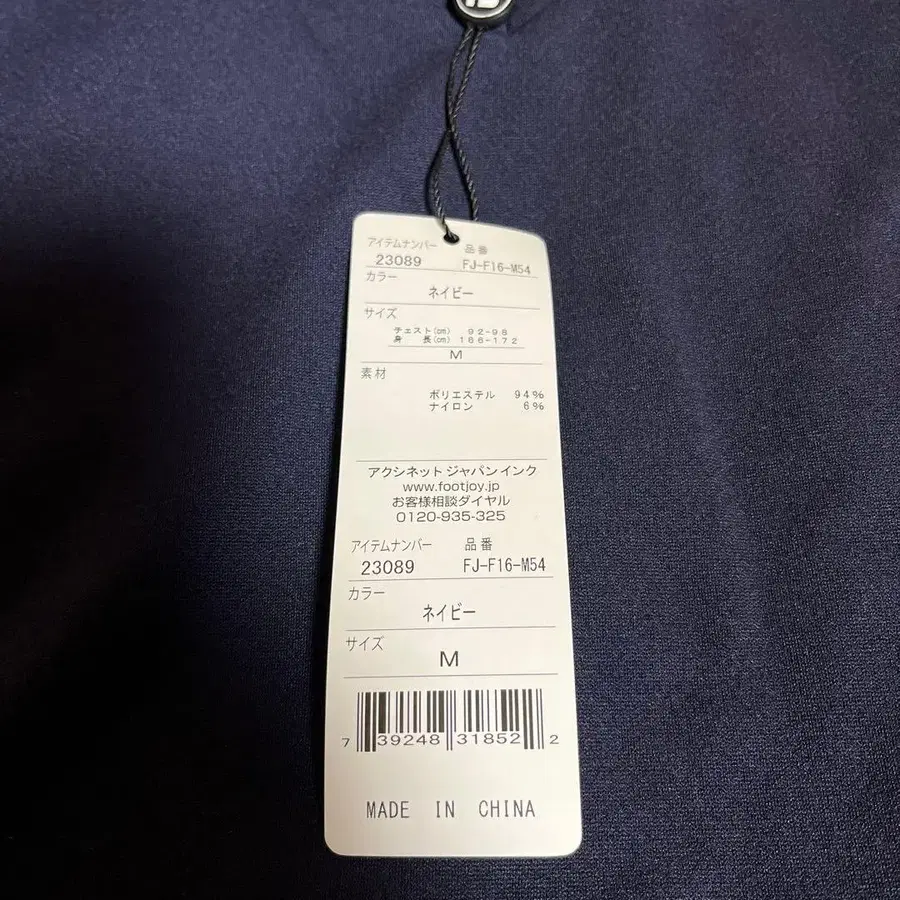 アイテムナンバー 品番
23089 FJ-F16-M54
カラー
ネイビー
サイズ
チェスト(cm) 92-98
身 長(cm) 166-172
M
素材
ポリエステル 94%
ナイロン 6%
アクシネット ジャパン インク
www.footjoy.jp
お客様相談ダイヤル
0120-935-325
アイテムナンバー 品番
23089 FJ-F16-M54
カラー
ネイビー
サイズ
M
7 39248 31852 2
MADE IN CHINA